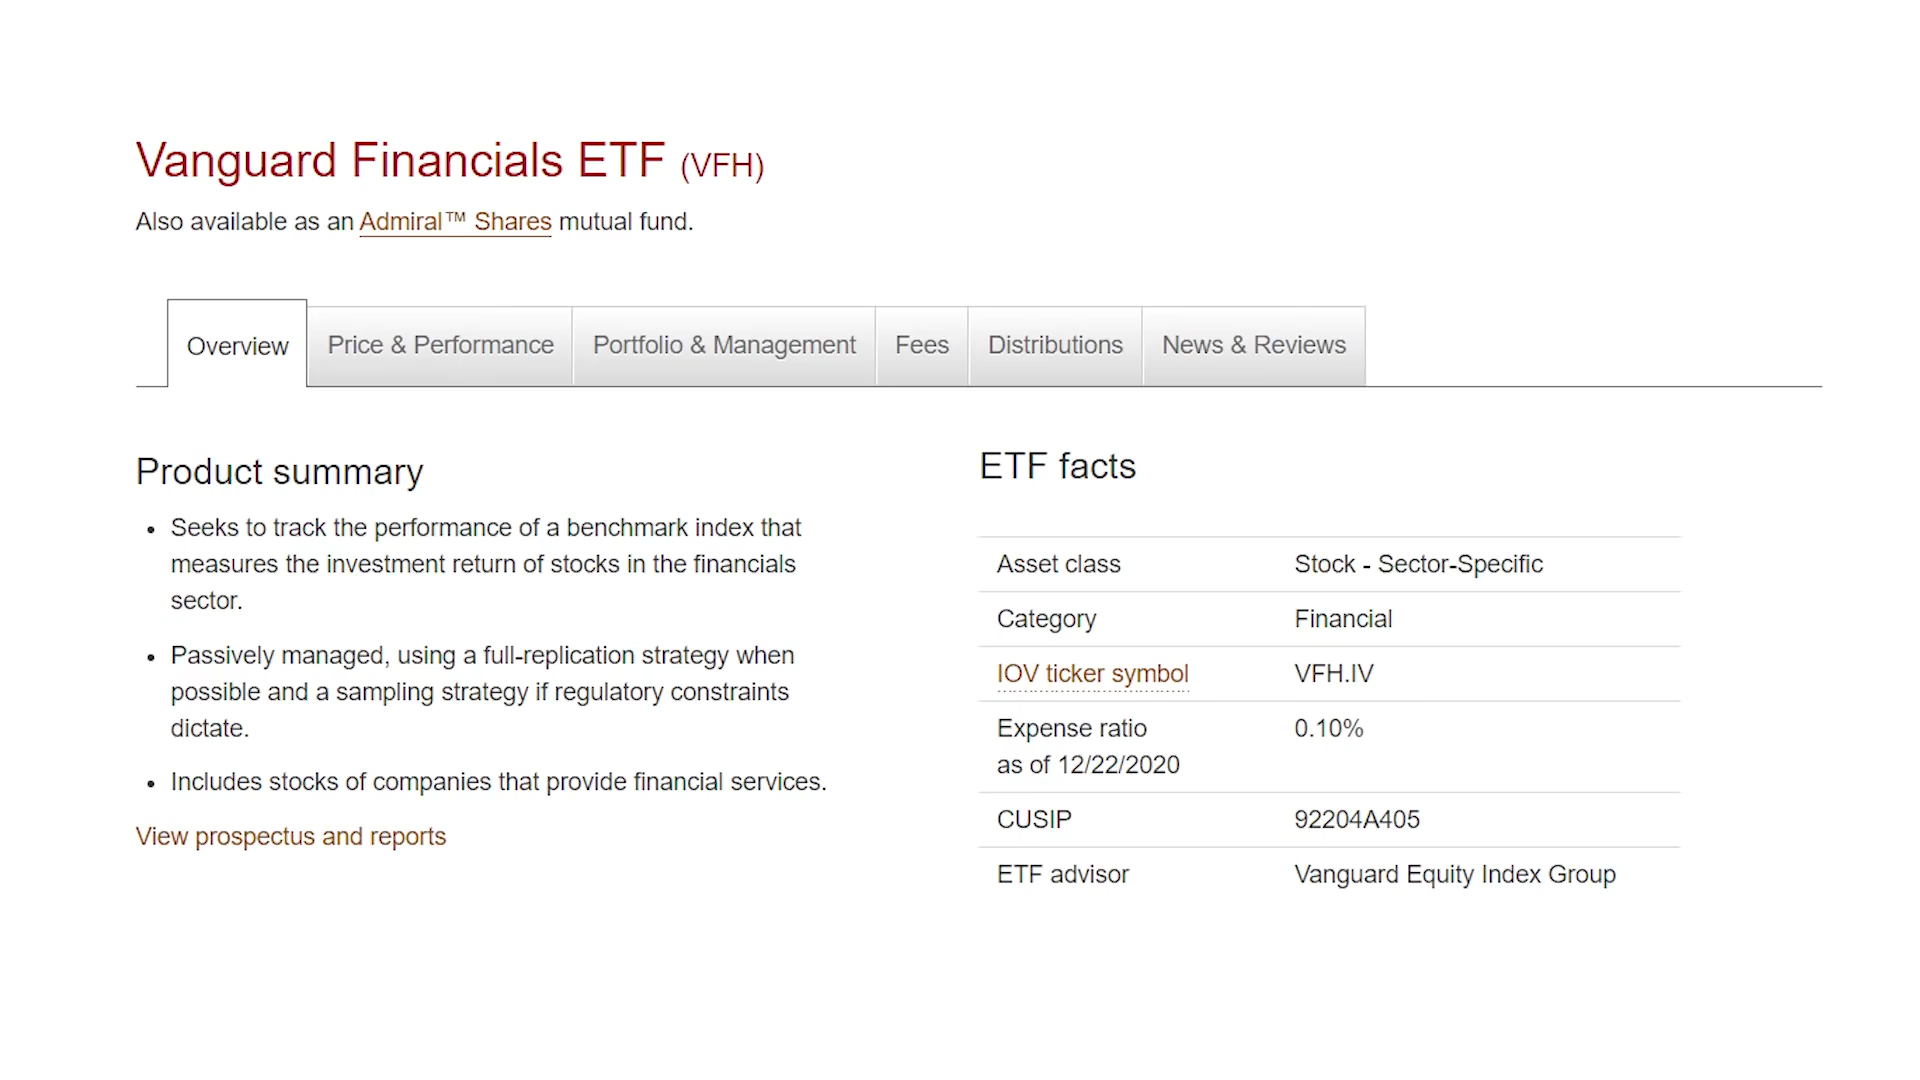 Vanguard Financials ETF (VFH)
Also available as an Admiral™ Shares mutual fund.
Overview
Price & Performance
Portfolio & Management
Fees
Distributions
News & Reviews
Product summary
• Seeks to track the performance of a benchmark index that
measures the investment return of stocks in the financials
sector.
• Passively managed, using a full-replication strategy when
possible and a sampling strategy if regulatory constraints
dictate.
• Includes stocks of companies that provide financial services.
View prospectus and reports
ETF facts
Asset class Stock - Sector-Specific
Category Financial
IOV ticker symbol VFH.IV
Expense ratio 0.10%
as of 12/22/2020
CUSIP 92204A405
ETF advisor Vanguard Equity Index Group